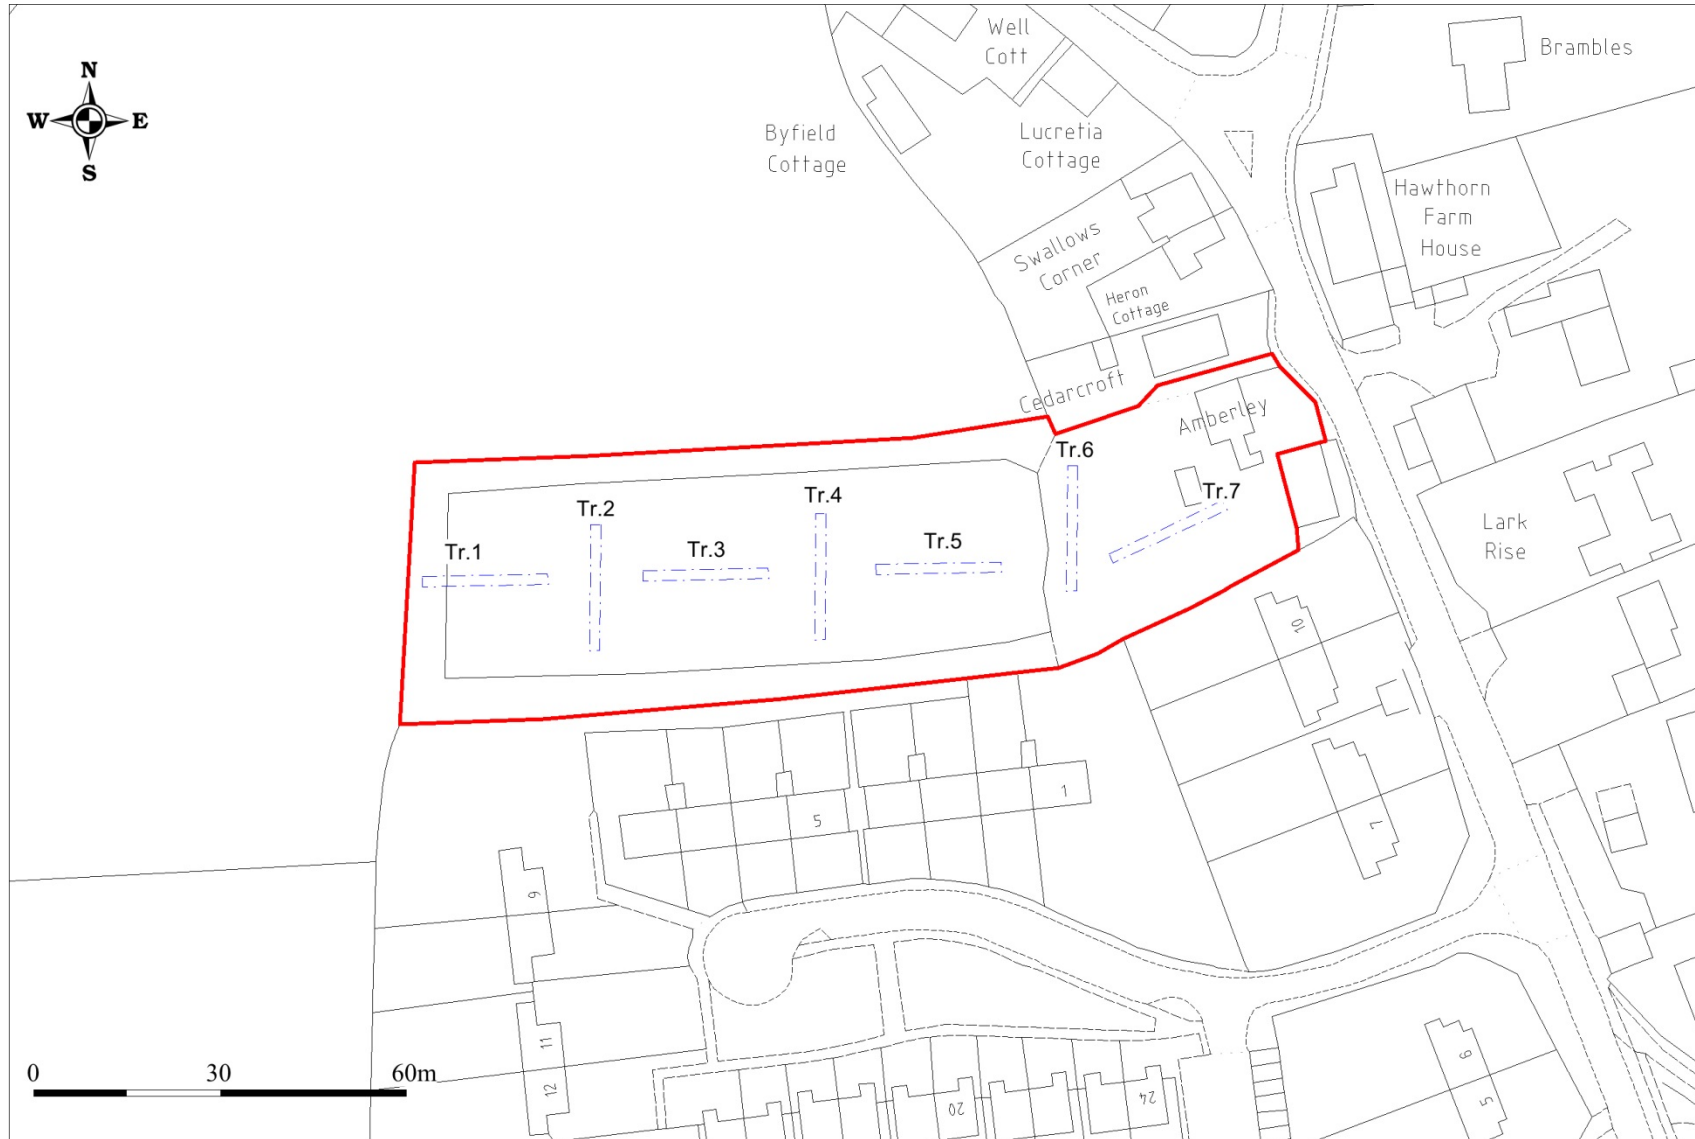 Well
Cott
Brambles
N
W
E
S
Byfield
Cottage
Lucretia
Cottage
Hawthorn
Farm
House
Swallows
Corner
Heron
Cottage
Cedarcroft
Amberley
Tr.6
Tr.7
Tr.4
Tr.2
Tr.5
Tr.3
Tr.1
Lark
Rise
10
1
5
7
9
11
12
0
30
60m
20
24
9
5